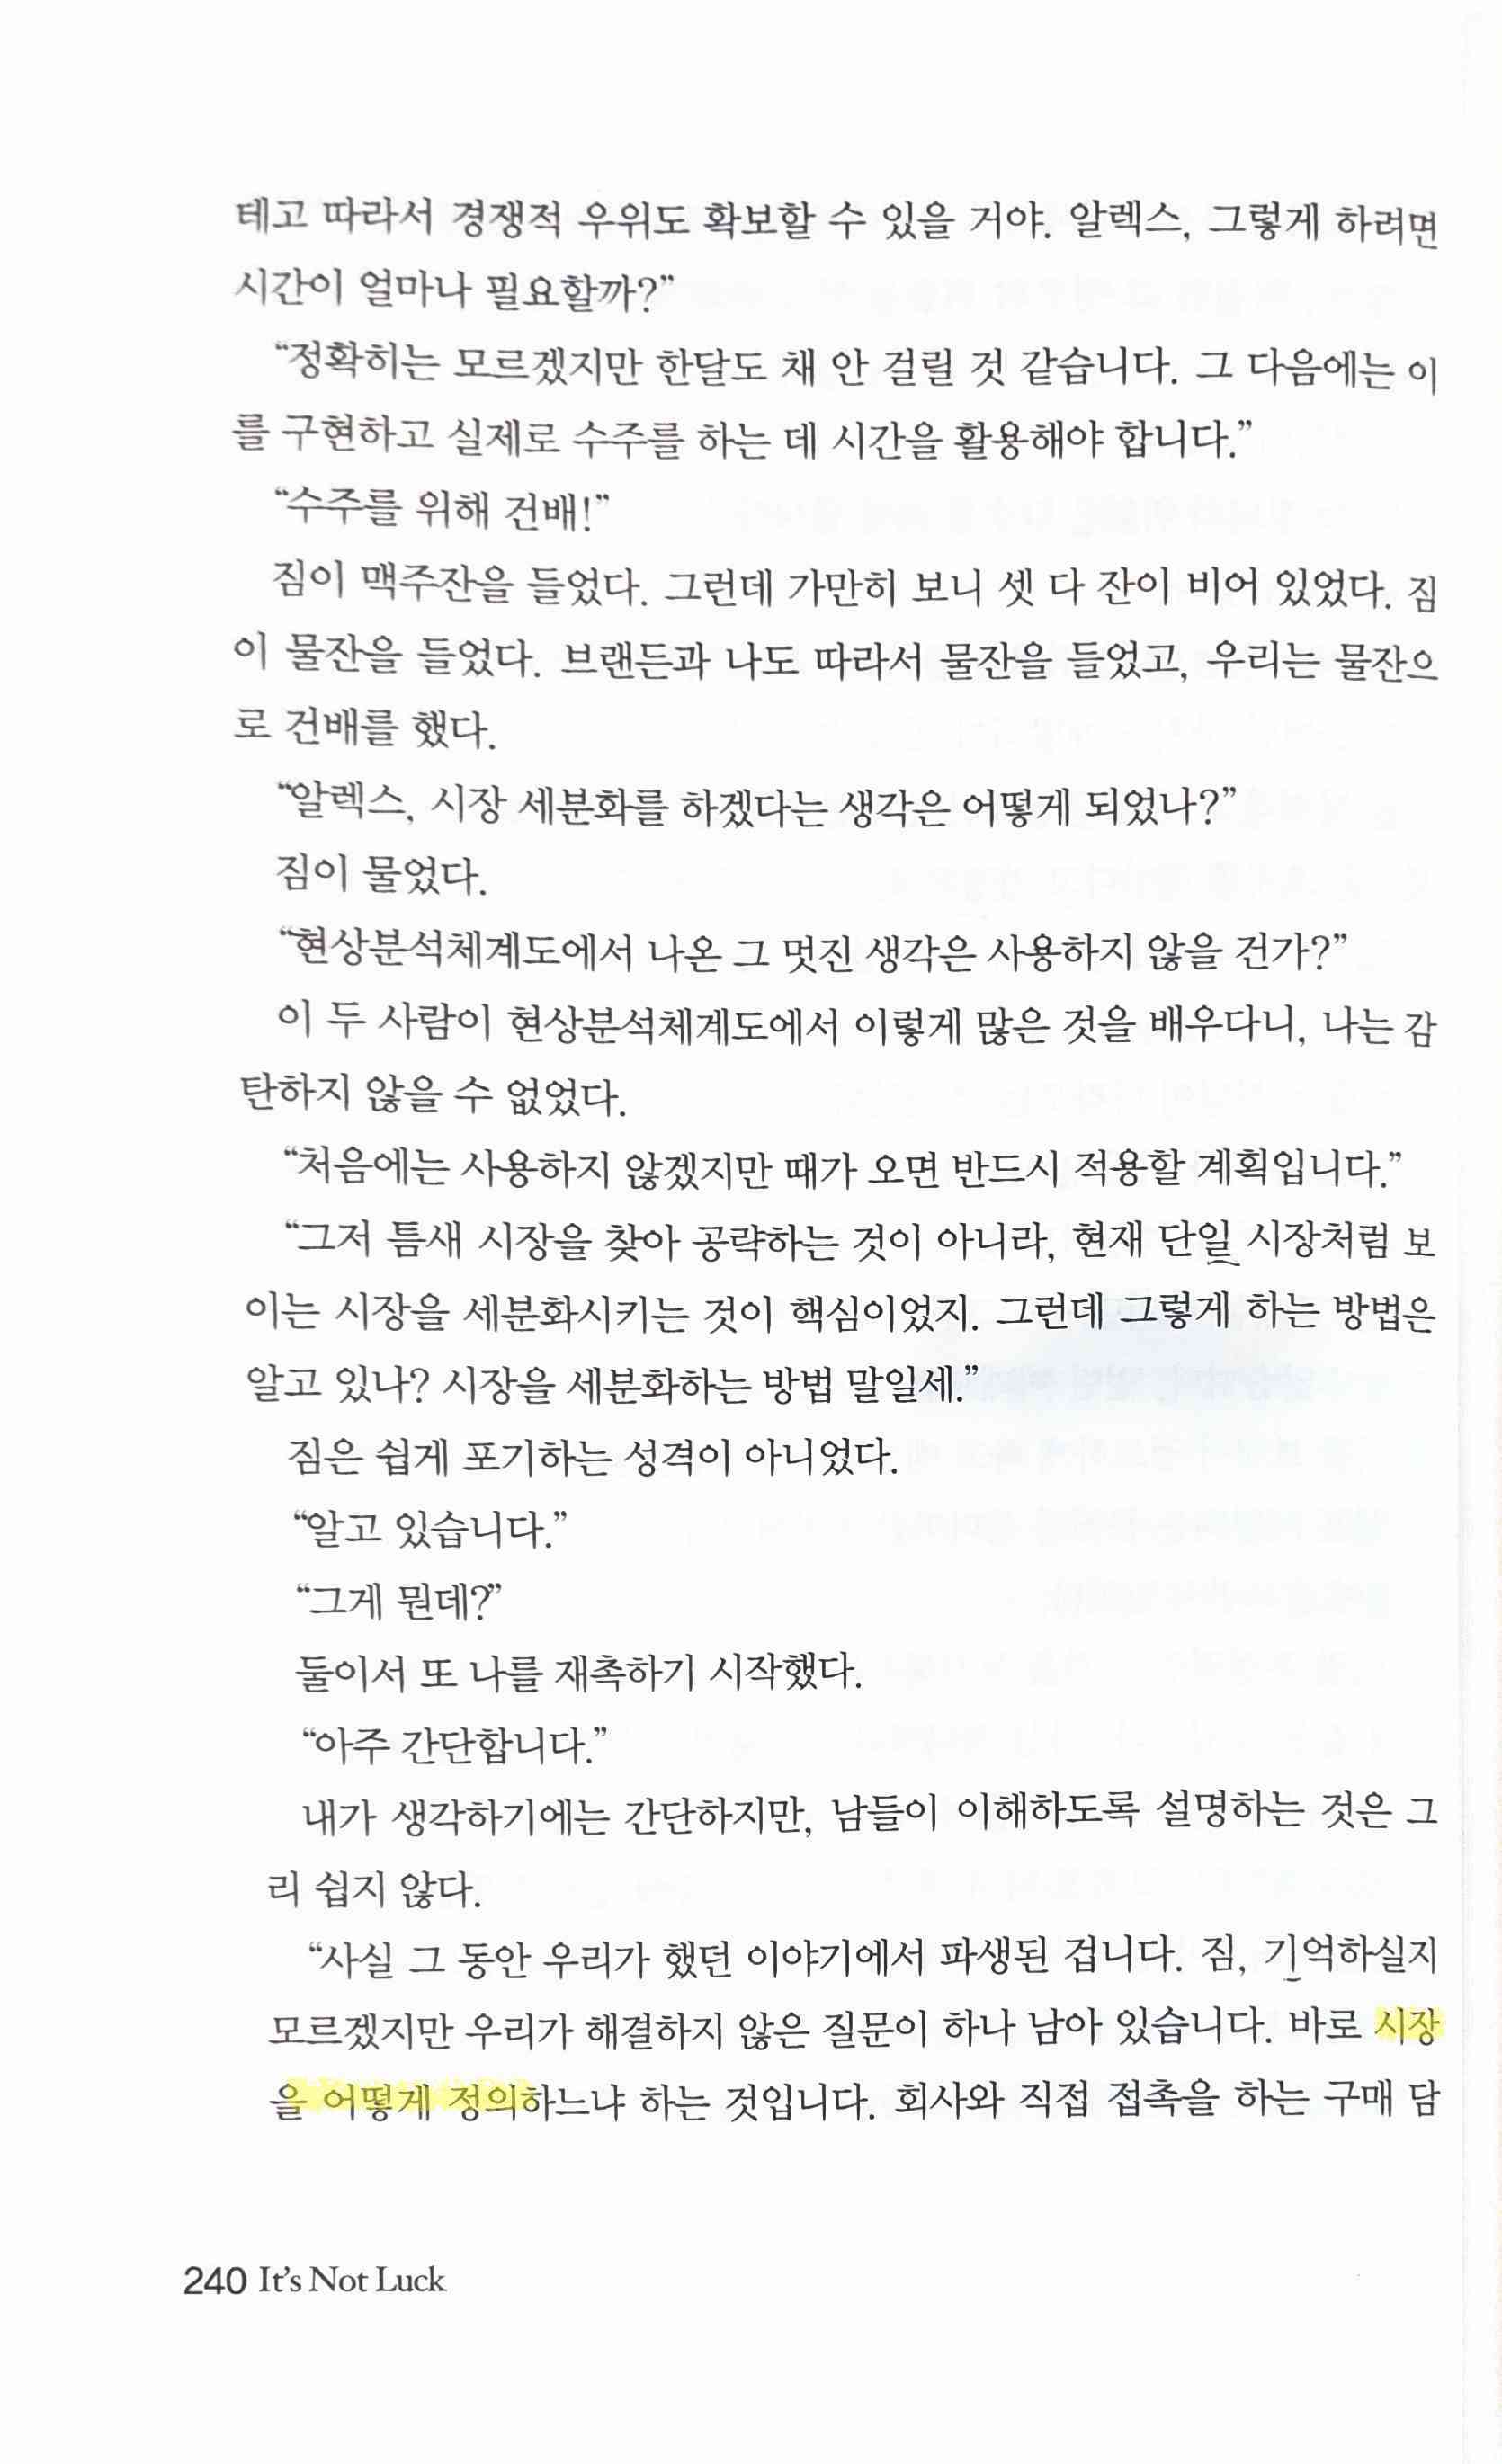 테고 따라서 경쟁적 우위도 확보할 수 있을 거야. 알렉스, 그렇게 하려면
시간이 얼마나 필요할까?”
“정확히는 모르겠지만 한달도 채 안 걸릴 것 같습니다. 그 다음에는 이
를 구현하고 실제로 수주를 하는 데 시간을 활용해야 합니다.”
“수주를 위해 건배!”
짐이 맥주잔을 들었다. 그런데 가만히 보니 셋 다 잔이 비어 있었다. 짐
이 물잔을 들었다. 브랜든과 나도 따라서 물잔을 들었고, 우리는 물잔으
로 건배를 했다.
“알렉스, 시장 세분화를 하겠다는 생각은 어떻게 되었나?”
짐이 물었다.
“현상분석체계도에서 나온 그 멋진 생각은 사용하지 않을 건가?”
이 두 사람이 현상분석체계도에서 이렇게 많은 것을 배우다니, 나는 감
탄하지 않을 수 없었다.
“처음에는 사용하지 않겠지만 때가 오면 반드시 적용할 계획입니다.”
“그저 틈새 시장을 찾아 공략하는 것이 아니라, 현재 단일 시장처럼 보
이는 시장을 세분화시키는 것이 핵심이었지. 그런데 그렇게 하는 방법은
알고 있나? 시장을 세분화하는 방법 말일세.”
짐은 쉽게 포기하는 성격이 아니었다.
“알고 있습니다.”
“그게 뭔데?”
둘이서 또 나를 재촉하기 시작했다.
“아주 간단합니다.”
내가 생각하기에는 간단하지만, 남들이 이해하도록 설명하는 것은 그
리 쉽지 않다.
“사실 그 동안 우리가 했던 이야기에서 파생된 겁니다. 짐, 기억하실지
모르겠지만 우리가 해결하지 않은 질문이 하나 남아 있습니다. 바로 시장
을 어떻게 정의하느냐 하는 것입니다. 회사와 직접 접촉을 하는 구매 담
240 It’s Not Luck